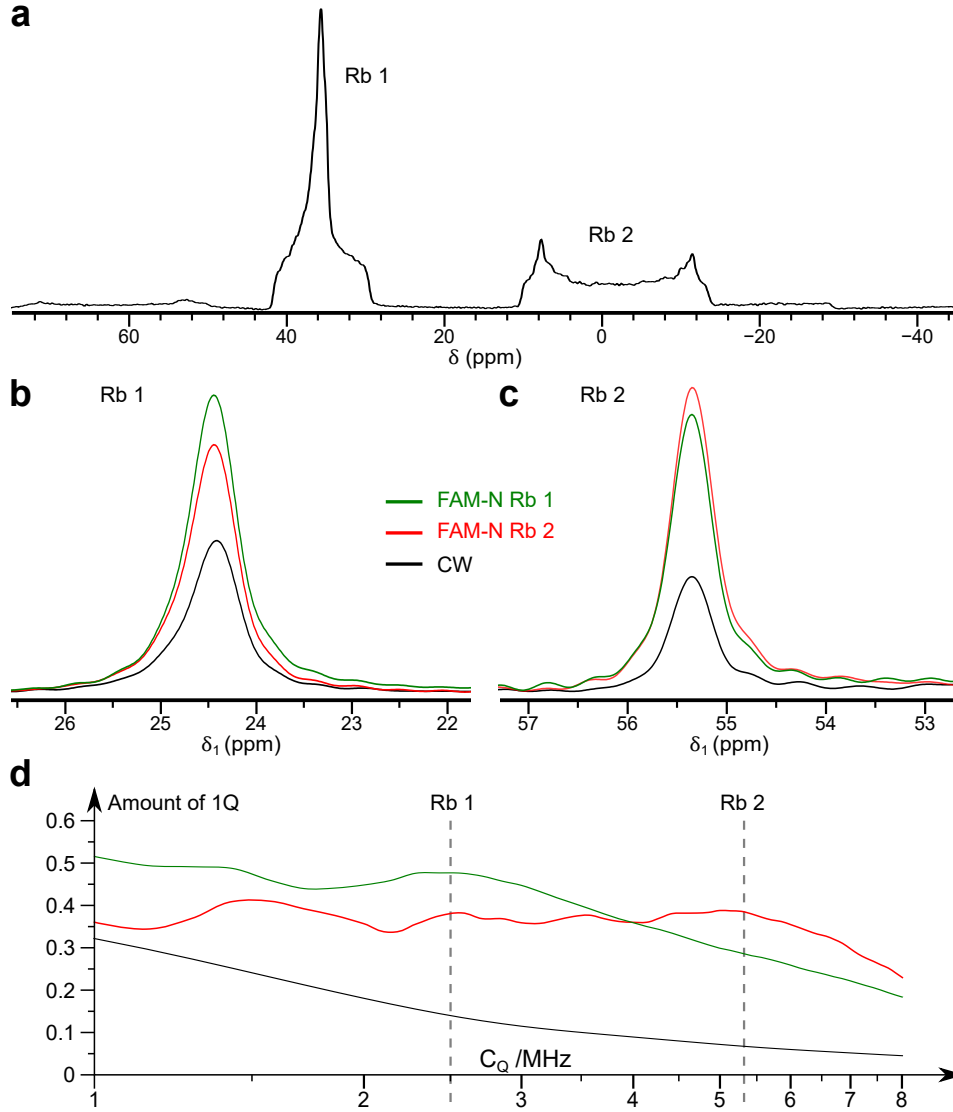 a
Rb 1
Rb 2
60 40 20 0 −20 −40
δ (ppm)
b Rb 1
c Rb 2
FAM-N Rb 1
FAM-N Rb 2
CW
26 25 24 23 22
δ1 (ppm)
57 56 55 54 53
δ1 (ppm)
d
Amount of 1Q Rb 1 Rb 2
0.6
0.5
0.4
0.3
0.2
0.1
0
CQ /MHz
1 2 3 4 5 6 7 8